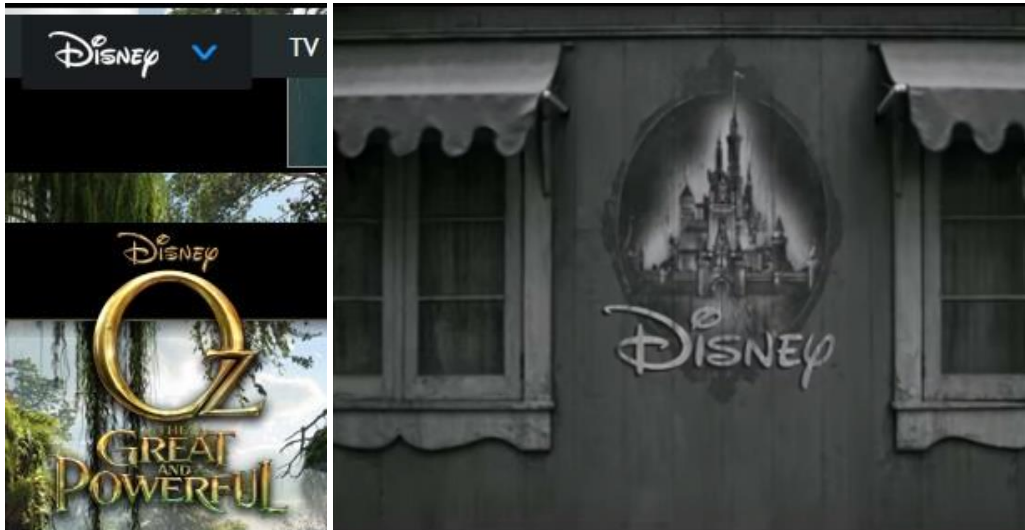 Disney
TV
Disney
Oz
THE
GREAT
AND
POWERFUL
Disney